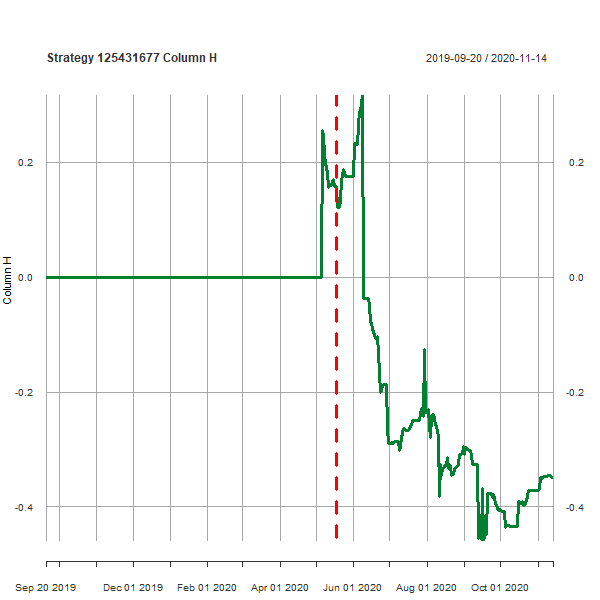 Strategy 125431677 Column H
2019-09-20 / 2020-11-14
Column H
0.2
0.2
0.0
0.0
-0.2
-0.2
-0.4
-0.4
Sep 20 2019
Dec 01 2019
Feb 01 2020
Apr 01 2020
Jun 01 2020
Aug 01 2020
Oct 01 2020